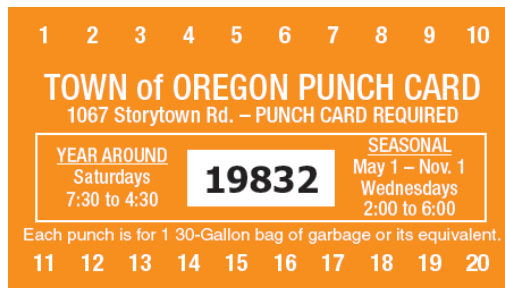 1 2 3 4 5 6 7 8 9 10
TOWN of OREGON PUNCH CARD
1067 Storytown Rd. – PUNCH CARD REQUIRED
YEAR AROUND
Saturdays
7:30 to 4:30
19832
SEASONAL
May 1 – Nov. 1
Wednesdays
2:00 to 6:00
Each punch is for 1 30-Gallon bag of garbage or its equivalent.
11 12 13 14 15 16 17 18 19 20